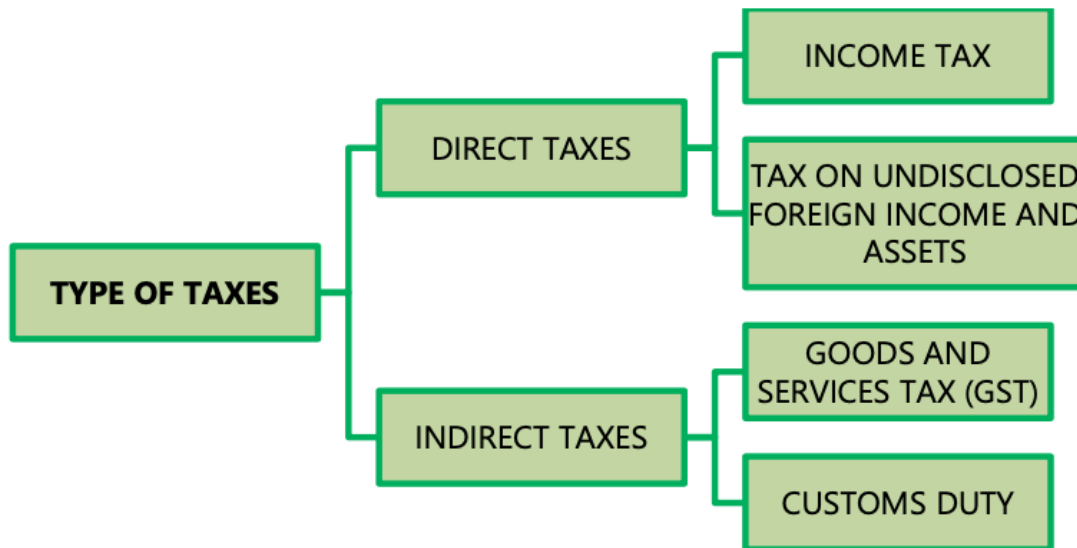 TYPE OF TAXES
DIRECT TAXES
INCOME TAX
TAX ON UNDISCLOSED
FOREIGN INCOME AND
ASSETS
INDIRECT TAXES
GOODS AND
SERVICES TAX (GST)
CUSTOMS DUTY